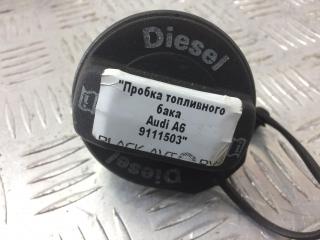 Diesel
"Пробка топливного
бака
Audi A6
9111503"
Diesel